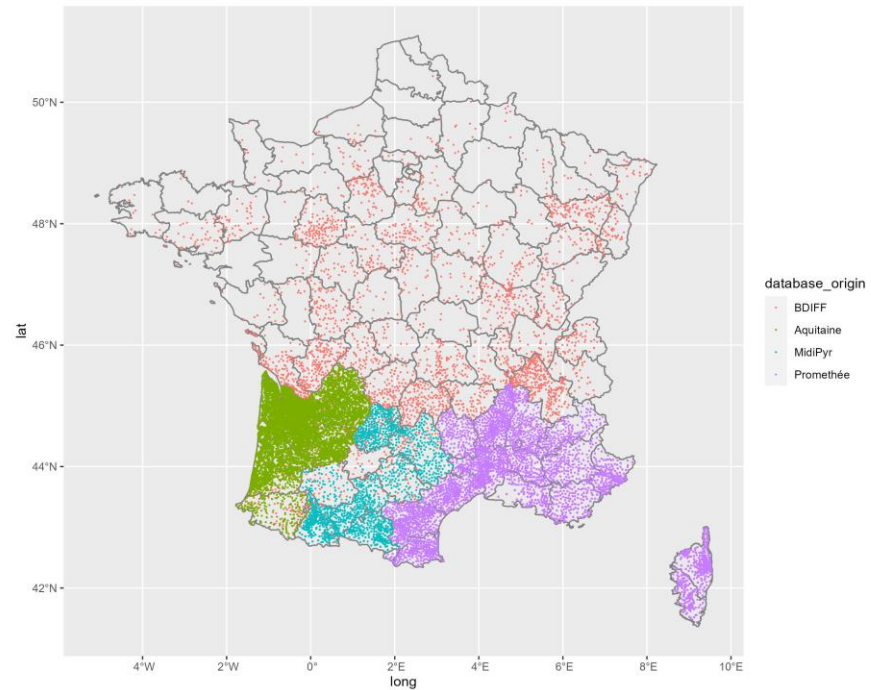 50°N
48°N
46°N
44°N
42°N
lat
4°W
2°W
0°
2°E
4°E
6°E
8°E
10°E
long
database_origin
BDIFF
Aquitaine
MidiPyr
Promethée